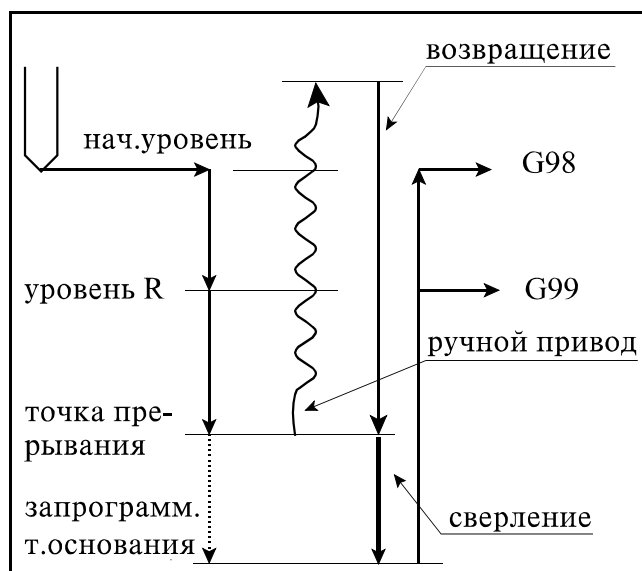 возвращение
нач.уровень
G98
уровень R
G99
ручной привод
точка пре-
рывания
запрограмм.
т.основания
сверление